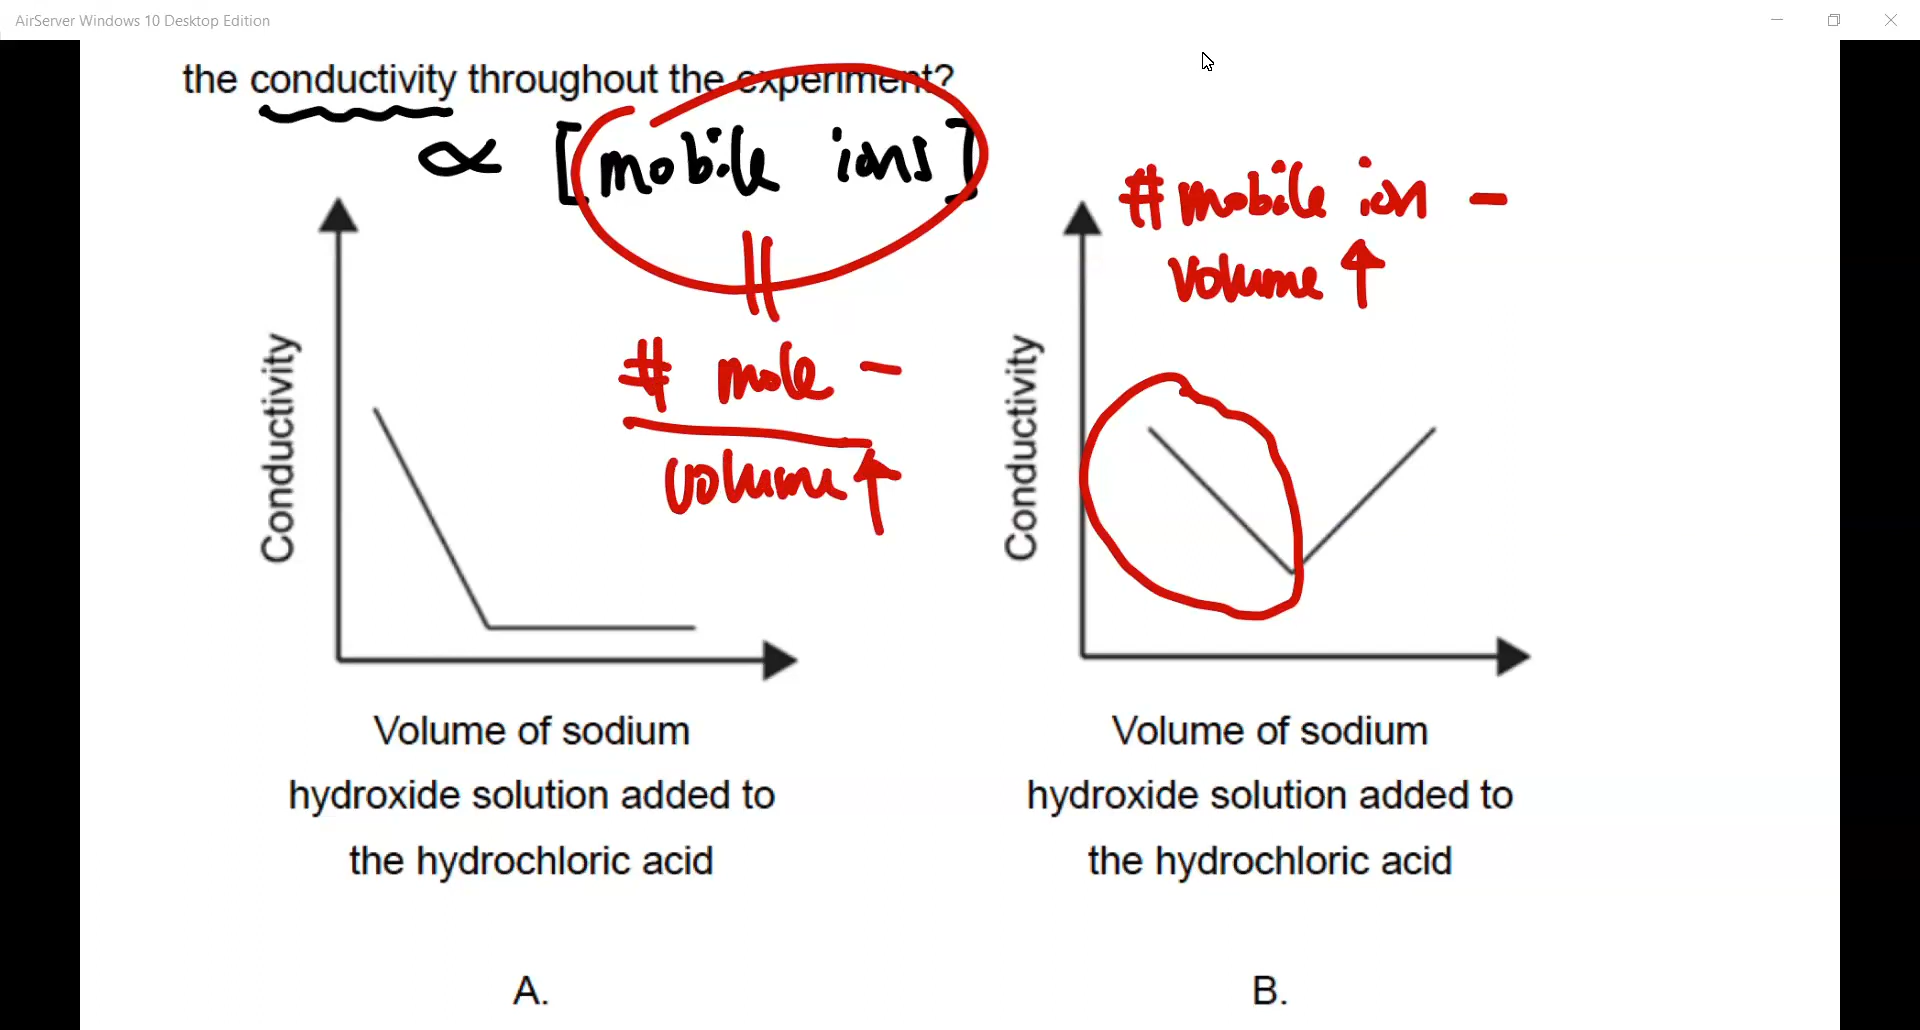 AirServer Windows 10 Desktop Edition
the conductivity throughout the experiment?
∝ [mobile ions]
# mobile ion -
volume ↑
# mole -
volume ↑
Conductivity
Conductivity
Volume of sodium
hydroxide solution added to
the hydrochloric acid
A.
Volume of sodium
hydroxide solution added to
the hydrochloric acid
B.